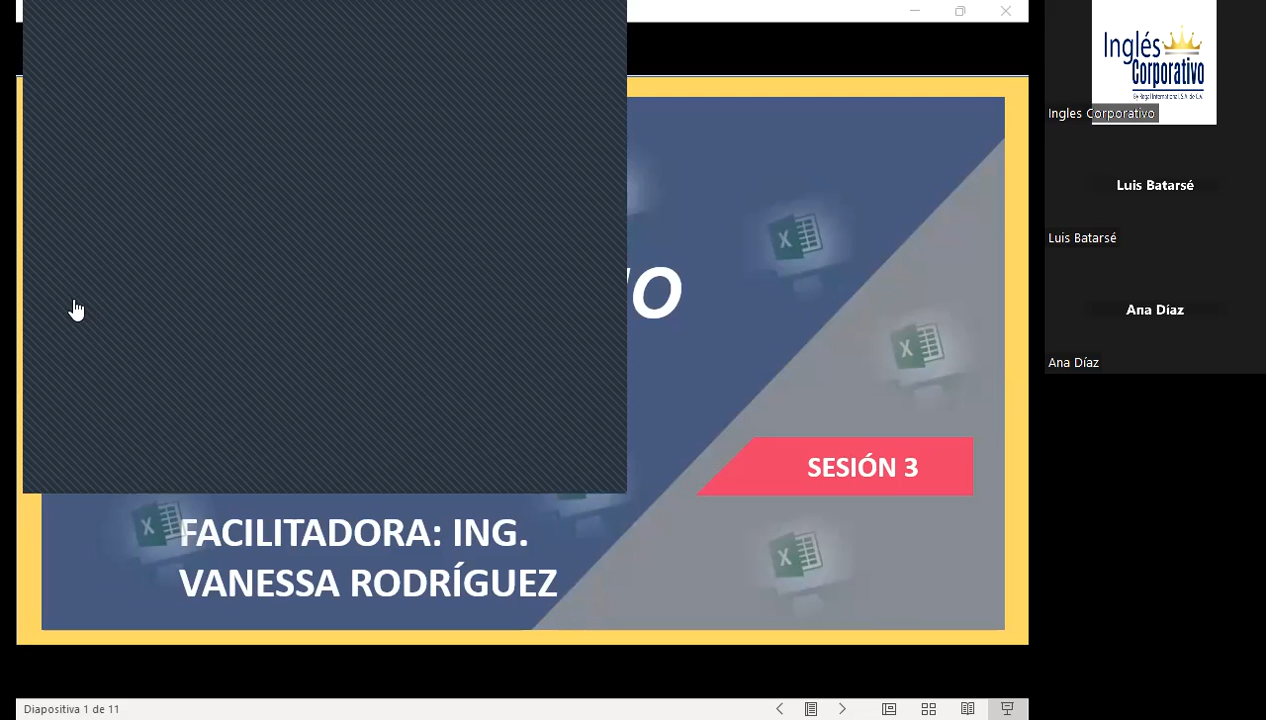 Inglés
Corporativo
Ingles Corporativo
Luis Batarsé
Luis Batarsé
Ana Díaz
Ana Díaz
IO
SESIÓN 3
FACILITADORA: ING.
VANESSA RODRÍGUEZ
Diapositiva 1 de 11